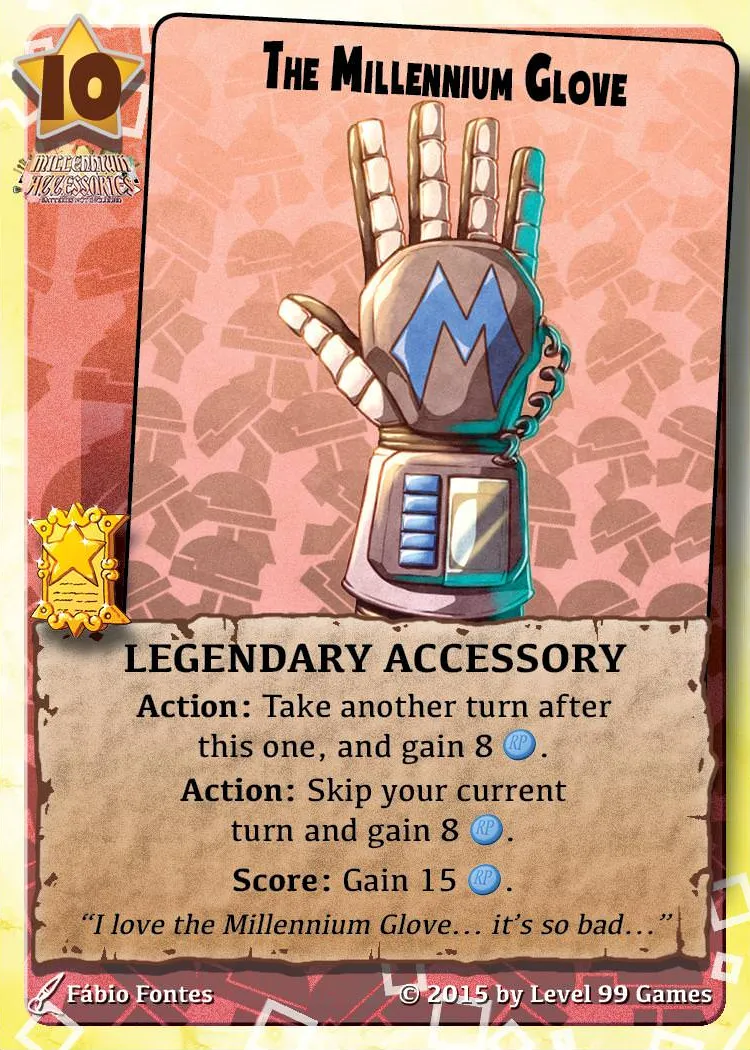 10
THE MILLENNIUM GLOVE
MILLENNIUM
ACCESSORIES
M
LEGENDARY ACCESSORY
Action: Take another turn after
this one, and gain 8 RP.
Action: Skip your current
turn and gain 8 RP.
Score: Gain 15 RP.
“I love the Millennium Glove... it’s so bad...”
Fábio Fontes
© 2015 by Level 99 Games